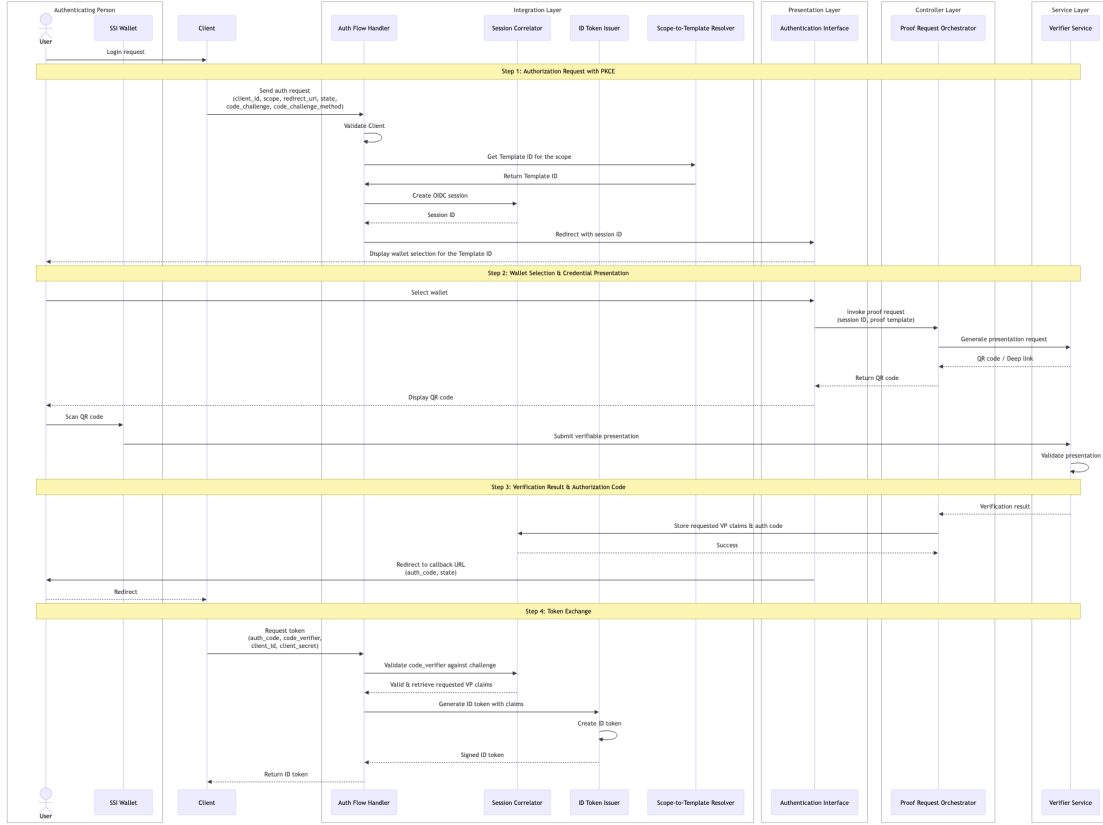 Authenticating Person
Integration Layer
Presentation Layer
Controller Layer
Service Layer
User
SSI Wallet
Client
Auth Flow Handler
Session Correlator
ID Token Issuer
Scope-to-Template Resolver
Authentication Interface
Proof Request Orchestrator
Verifier Service
Login request
Step 1: Authorization Request with PKCE
Send auth request
(client_id, scope, redirect_uri, state,
code_challenge, code_challenge_method)
Validate Client
Get Template ID for the scope
Return Template ID
Create OIDC session
Session ID
Redirect with session ID
Display wallet selection for the Template ID
Step 2: Wallet Selection & Credential Presentation
Select wallet
Invoke proof request
(session ID, proof template)
Generate presentation request
QR code / Deep link
Return QR code
Display QR code
Scan QR code
Submit verifiable presentation
Validate presentation
Step 3: Verification Result & Authorization Code
Verification result
Store requested VP claims & auth code
Success
Redirect to callback URL
(auth_code, state)
Redirect
Step 4: Token Exchange
Request token
(auth_code, code_verifier,
client_id, client_secret)
Validate code_verifier against challenge
Valid & retrieve requested VP claims
Generate ID token with claims
Create ID token
Signed ID token
Return ID token
User
SSI Wallet
Client
Auth Flow Handler
Session Correlator
ID Token Issuer
Scope-to-Template Resolver
Authentication Interface
Proof Request Orchestrator
Verifier Service